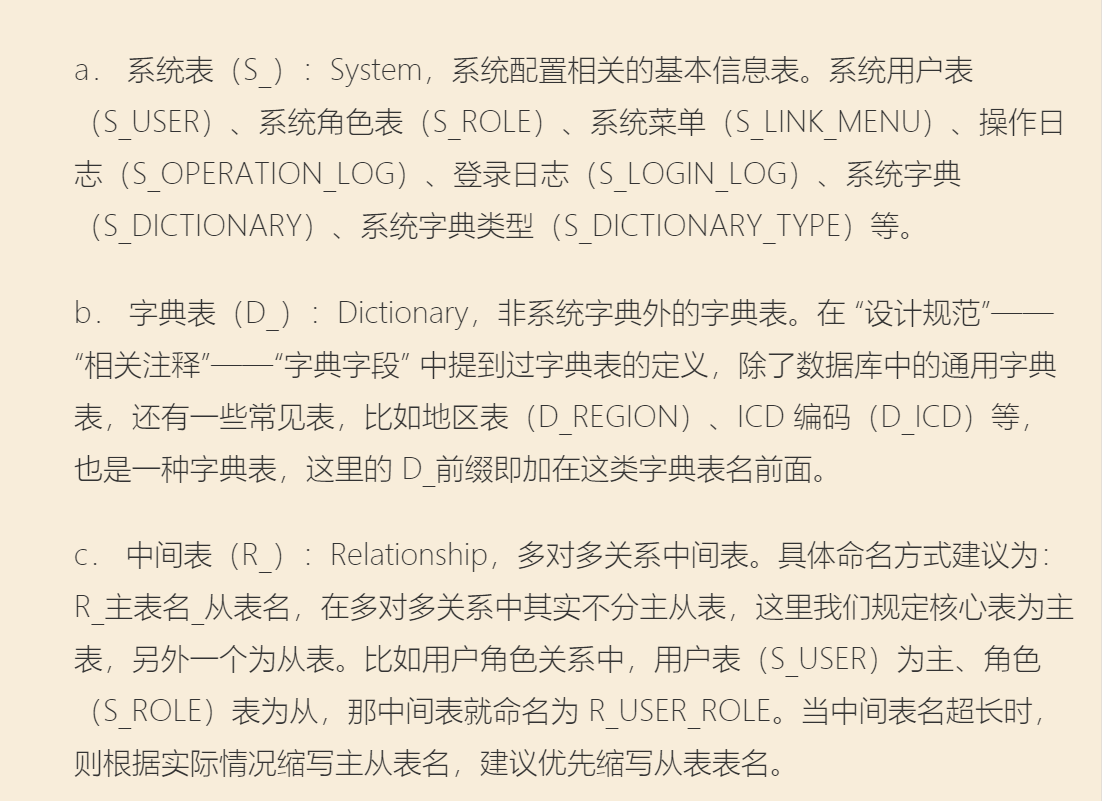 a. 系统表（S_）：System，系统配置相关的基本信息表。系统用户表
（S_USER）、系统角色表（S_ROLE）、系统菜单（S_LINK_MENU）、操作日
志（S_OPERATION_LOG）、登录日志（S_LOGIN_LOG）、系统字典
（S_DICTIONARY）、系统字典类型（S_DICTIONARY_TYPE）等。
b. 字典表（D_）：Dictionary，非系统字典外的字典表。在 “设计规范”——
“相关注释”——“字典字段” 中提到过字典表的定义，除了数据库中的通用字典
表，还有一些常见表，比如地区表（D_REGION）、ICD 编码（D_ICD）等，
也是一种字典表，这里的 D_前缀即加在这类字典表名前面。
c. 中间表（R_）：Relationship，多对多关系中间表。具体命名方式建议为：
R_主表名_从表名，在多对多关系中其实不分主从表，这里我们规定核心表为主
表，另外一个为从表。比如用户角色关系中，用户表（S_USER）为主、角色
（S_ROLE）表为从，那中间表就命名为 R_USER_ROLE。当中间表名超长时，
则根据实际情况缩写主从表名，建议优先缩写从表表名。